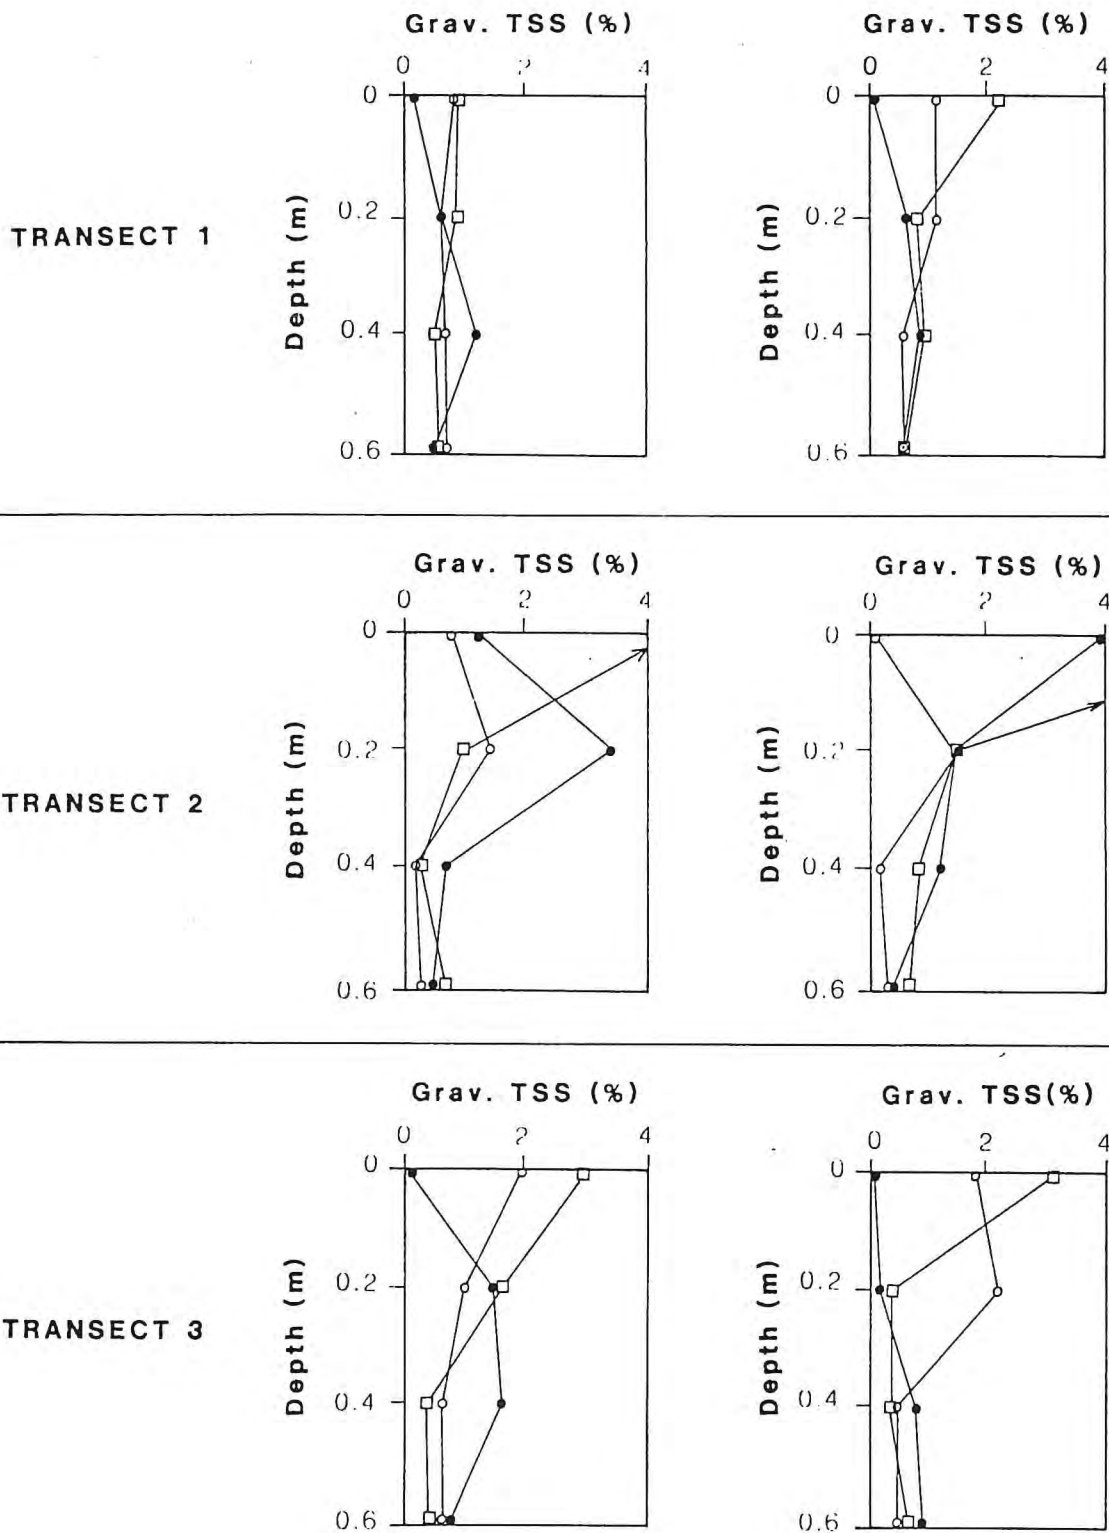 Grav. TSS (%)
Grav. TSS (%)
0 2 4
0 2 4
0
0
TRANSECT 1
Depth (m)
0.2
0.4
0.6
Depth (m)
0.2
0.4
0.6
Grav. TSS (%)
Grav. TSS (%)
0 2 4
0 2 4
0
0
TRANSECT 2
Depth (m)
0.2
0.4
0.6
Depth (m)
0.2
0.4
0.6
Grav. TSS (%)
Grav. TSS(%)
0 2 4
0 2 4
0
0
TRANSECT 3
Depth (m)
0.2
0.4
0.6
Depth (m)
0.2
0.4
0.6